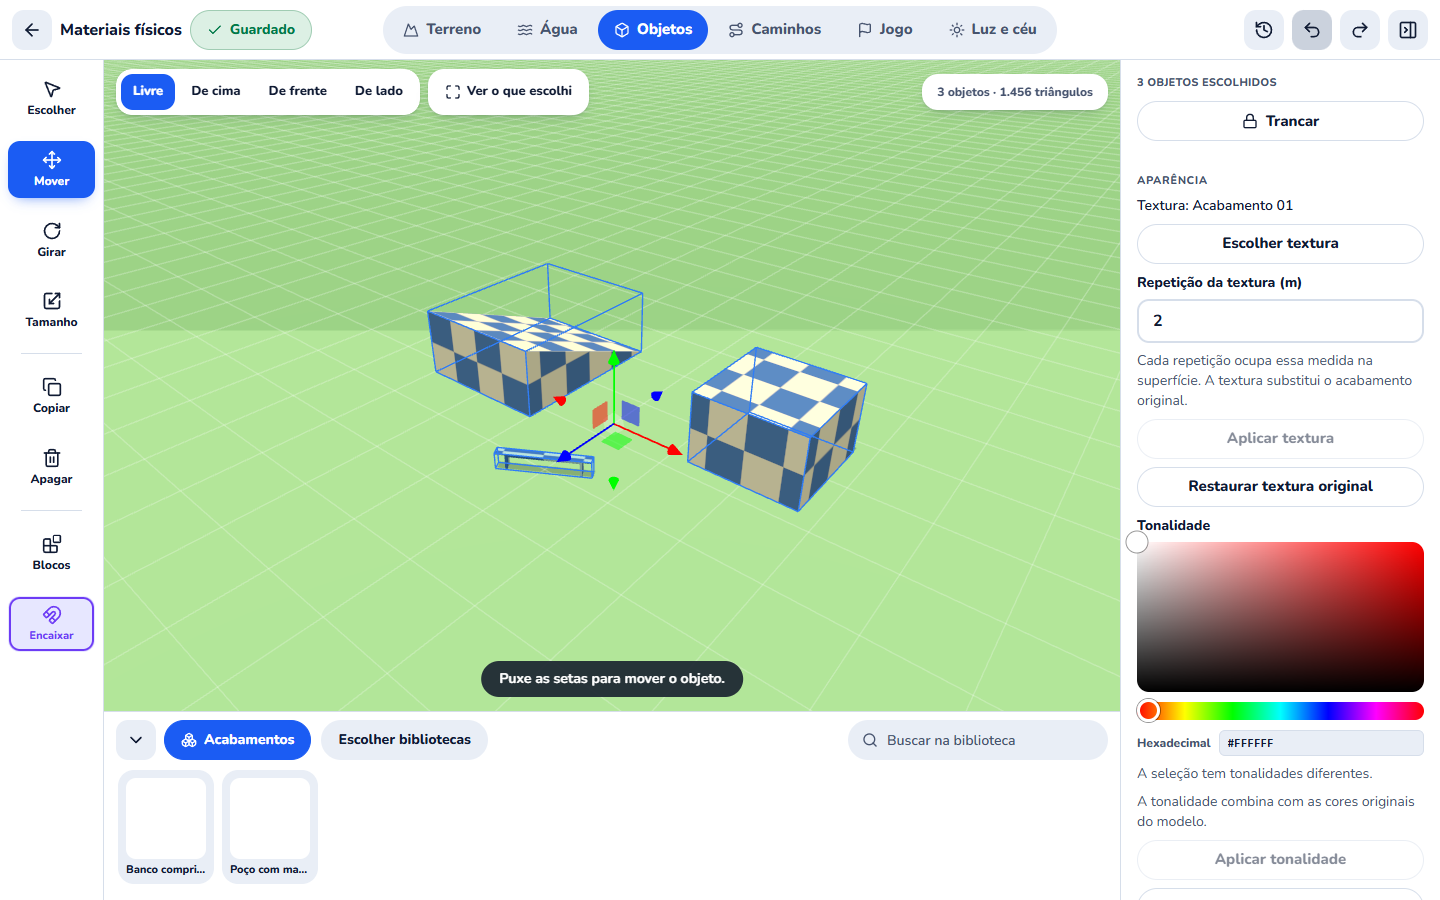 Materiais físicos
Guardado
Terreno
Água
Objetos
Caminhos
Jogo
Luz e céu
Escolher
Mover
Girar
Tamanho
Copiar
Apagar
Blocos
Encaixar
Livre
De cima
De frente
De lado
Ver o que escolhi
3 objetos · 1.456 triângulos
Puxe as setas para mover o objeto.
Acabamentos
Escolher bibliotecas
Buscar na biblioteca
Banco compri...
Poço com ma...
3 OBJETOS ESCOLHIDOS
Trancar
APARÊNCIA
Textura: Acabamento 01
Escolher textura
Repetição da textura (m)
2
Cada repetição ocupa essa medida na
superfície. A textura substitui o acabamento
original.
Aplicar textura
Restaurar textura original
Tonalidade
Hexadecimal
#FFFFFF
A seleção tem tonalidades diferentes.
A tonalidade combina com as cores originais
do modelo.
Aplicar tonalidade